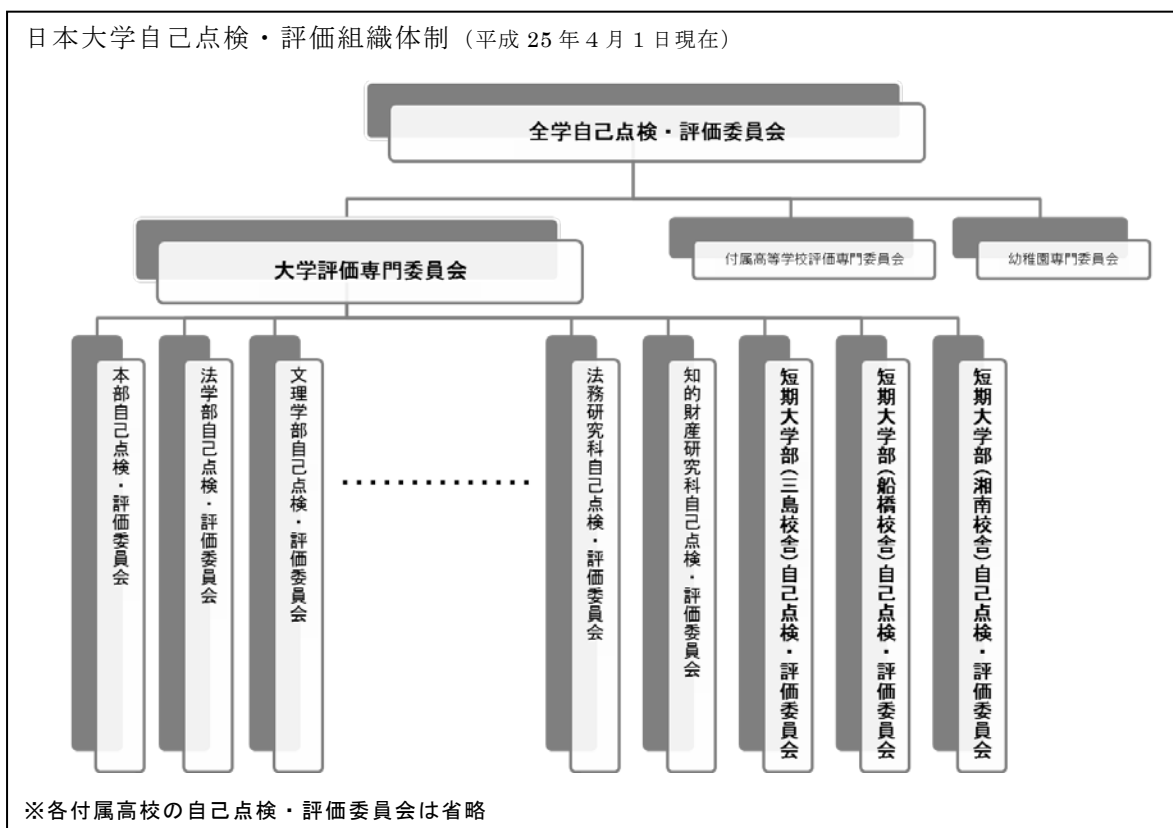 日本大学自己点検・評価組織体制（平成 25 年 4 月 1 日現在）
全学自己点検・評価委員会
大学評価専門委員会
付属高等学校評価専門委員会
幼稚園専門委員会
本部自己点検・評価委員会
法学部自己点検・評価委員会
文理学部自己点検・評価委員会
‥‥‥‥‥‥‥
法務研究科自己点検・評価委員会
知的財産研究科自己点検・評価委員会
短期大学部(三島校舎)自己点検・評価委員会
短期大学部(船橋校舎)自己点検・評価委員会
短期大学部(湘南校舎)自己点検・評価委員会
※各付属高校の自己点検・評価委員会は省略